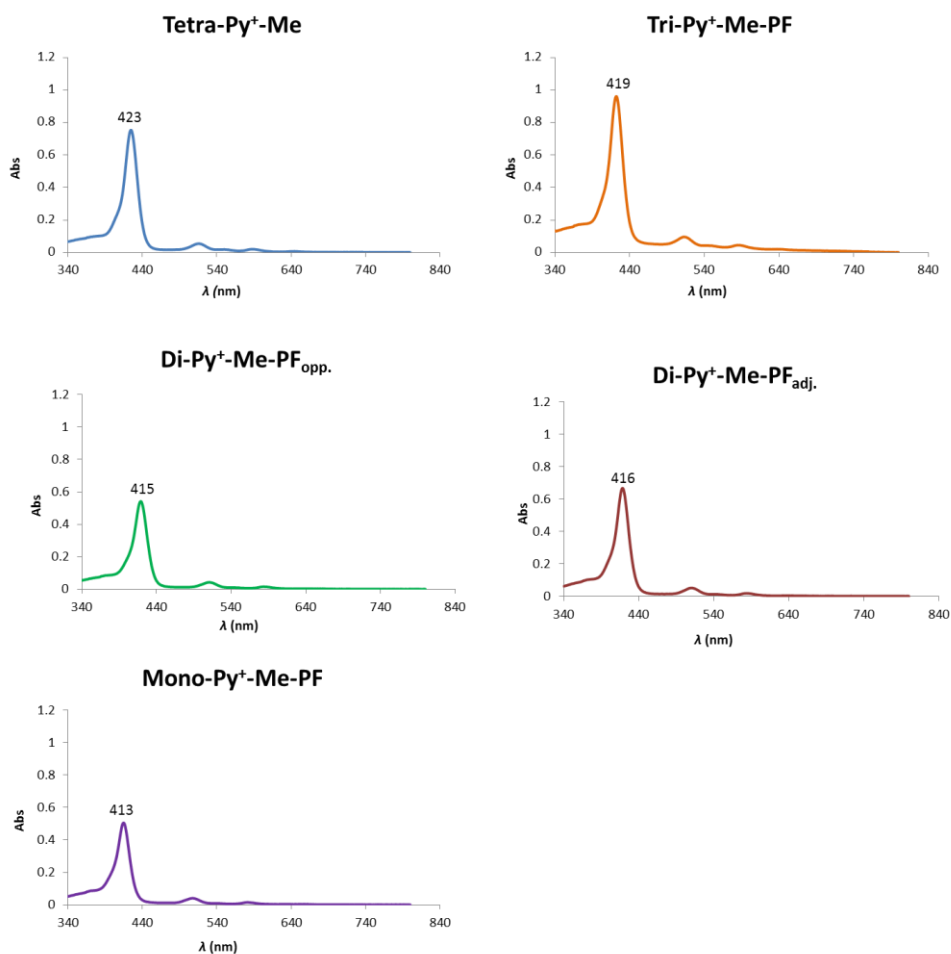 Tetra-Py⁺-Me
1.2
1
0.8
0.6
0.4
0.2
0
Abs
423
340 440 540 640 740 840
λ (nm)
Tri-Py⁺-Me-PF
1.2
1
0.8
0.6
0.4
0.2
0
Abs
419
340 440 540 640 740 840
λ (nm)
Di-Py⁺-Me-PFopp.
1.2
1
0.8
0.6
0.4
0.2
0
Abs
415
340 440 540 640 740 840
λ (nm)
Di-Py⁺-Me-PFadj.
1.2
1
0.8
0.6
0.4
0.2
0
Abs
416
340 440 540 640 740 840
λ (nm)
Mono-Py⁺-Me-PF
1.2
1
0.8
0.6
0.4
0.2
0
Abs
413
340 440 540 640 740 840
λ (nm)